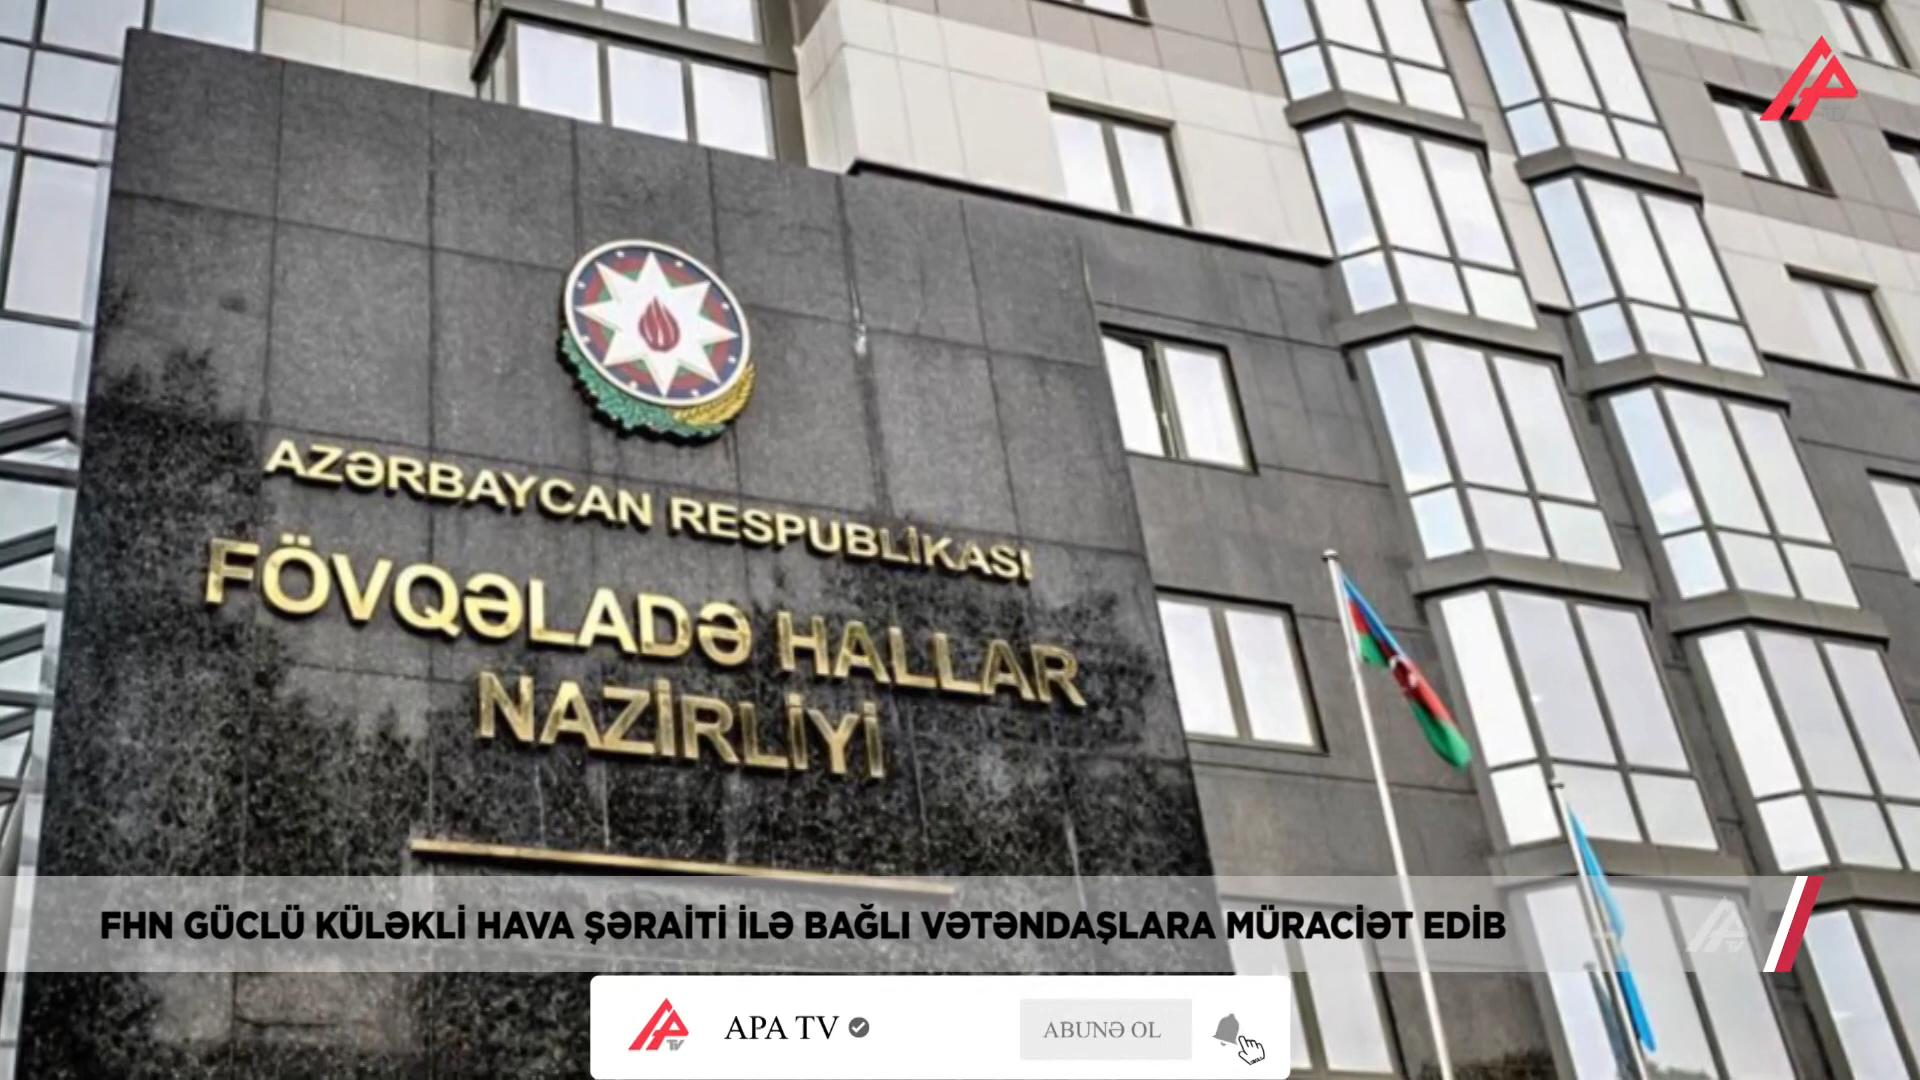 AZƏRBAYCAN RESPUBLİKASI
FÖVQƏLADƏ HALLAR
NAZİRLİYİ
FHN GÜCLÜ KÜLƏKLİ HAVA ŞƏRAİTİ İLƏ BAĞLI VƏTƏNDAŞLARA MÜRACİƏT EDİB
TV
APA TV
ABUNƏ OL